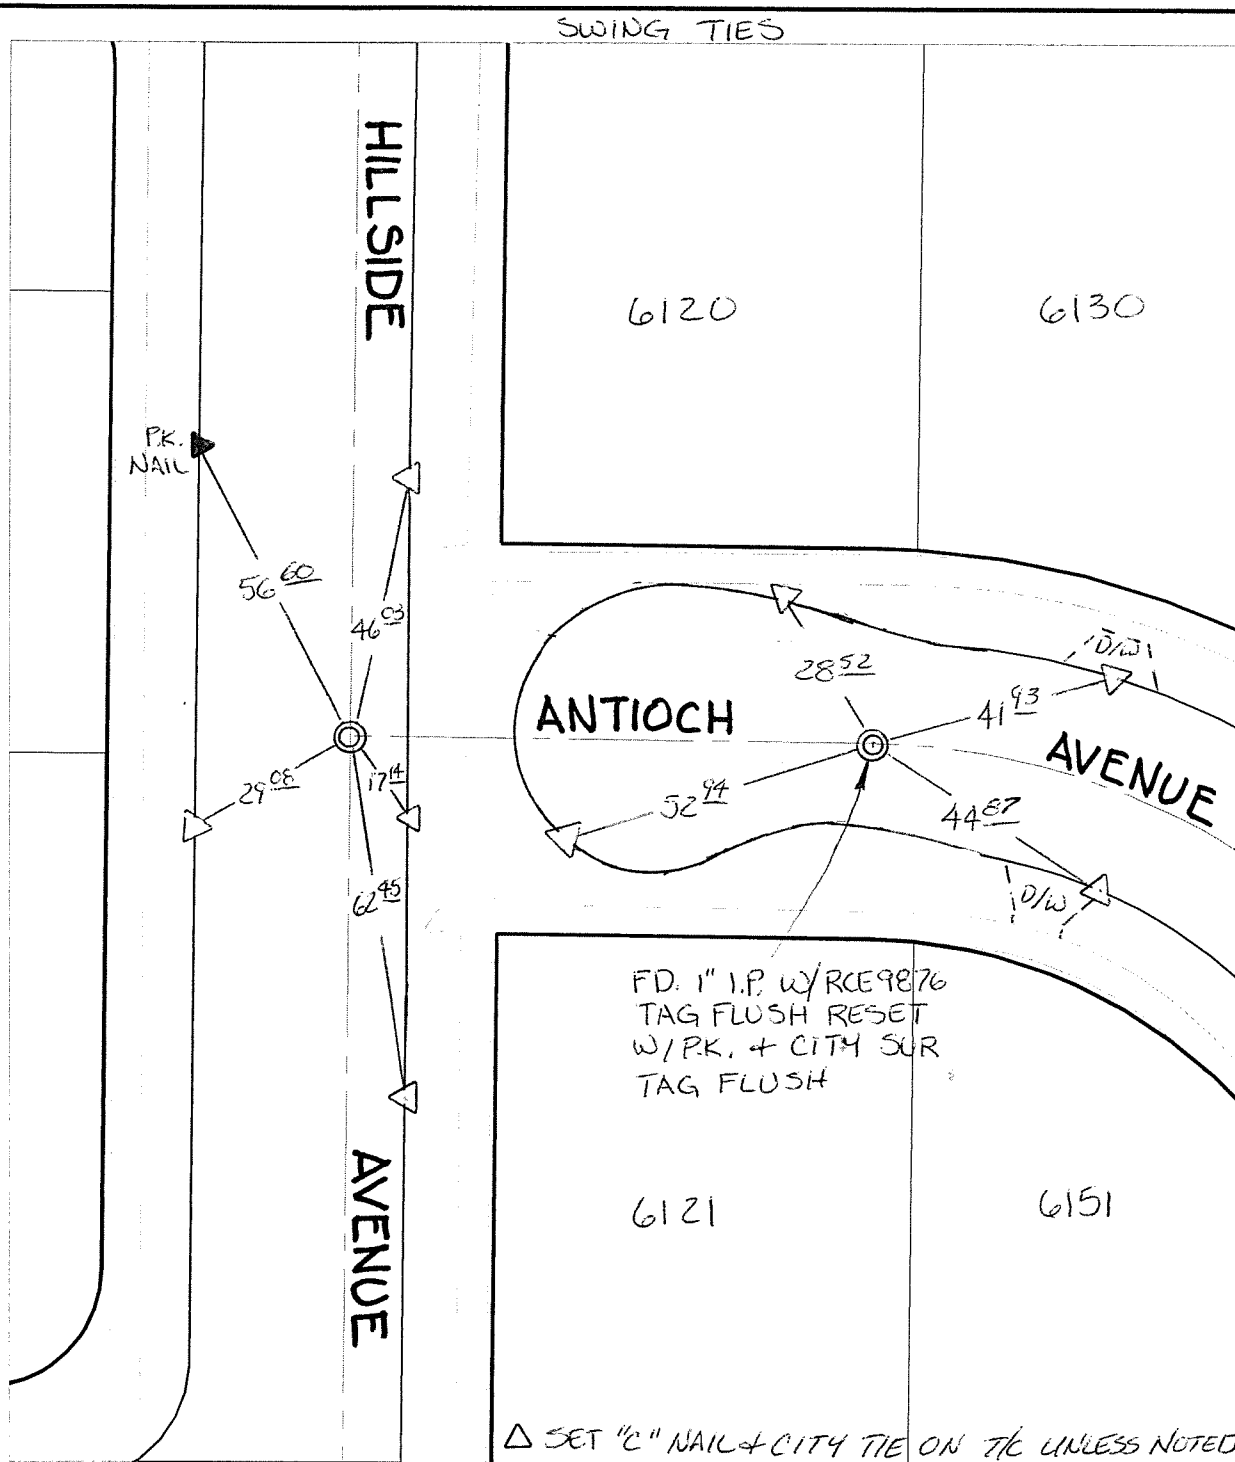 SWING TIES
HILLSIDE
6120
6130
P.K.
NAIL
56 60
46 03
D/W
28 52
41 93
ANTIOCH
AVENUE
29 08
17 14
52 94
44 87
62 45
D/W
FD. 1" I.P. W/RCE9876
TAG FLUSH RESET
W/P.K. + CITY SUR
TAG FLUSH
AVENUE
6121
6151
△ SET "C" NAIL + CITY TIE ON T/C UNLESS NOTED